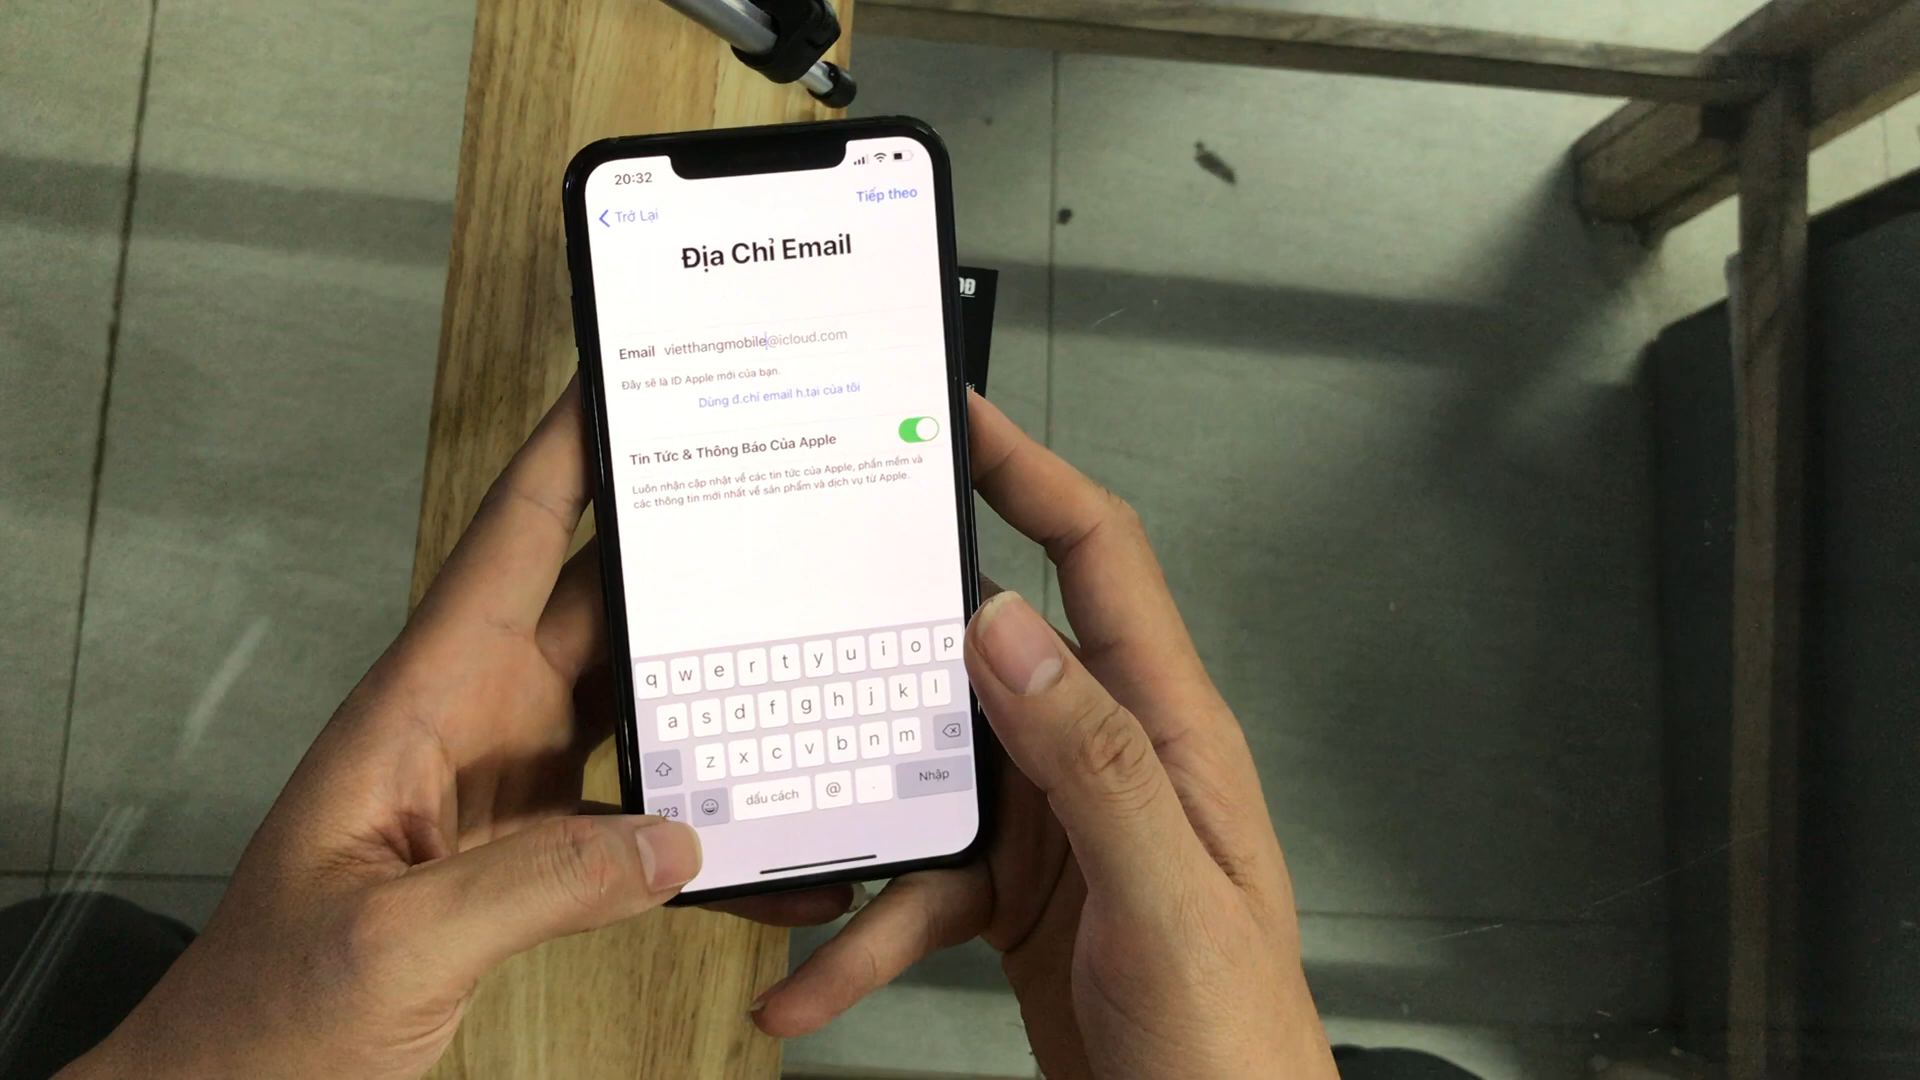 20:32
Trở Lại
Tiếp theo
Địa Chỉ Email
Email vietthangmobile@icloud.com
Đây sẽ là ID Apple mới của bạn.
Dùng đ.chỉ email h.tại của tôi
Tin Tức & Thông Báo Của Apple
Luôn nhận cập nhật về các tin tức của Apple, phần mềm và
các thông tin mới nhất về sản phẩm và dịch vụ từ Apple..
q w e r t y u i o p
a s d f g h j k l
z x c v b n m
123 dấu cách @ . Nhập